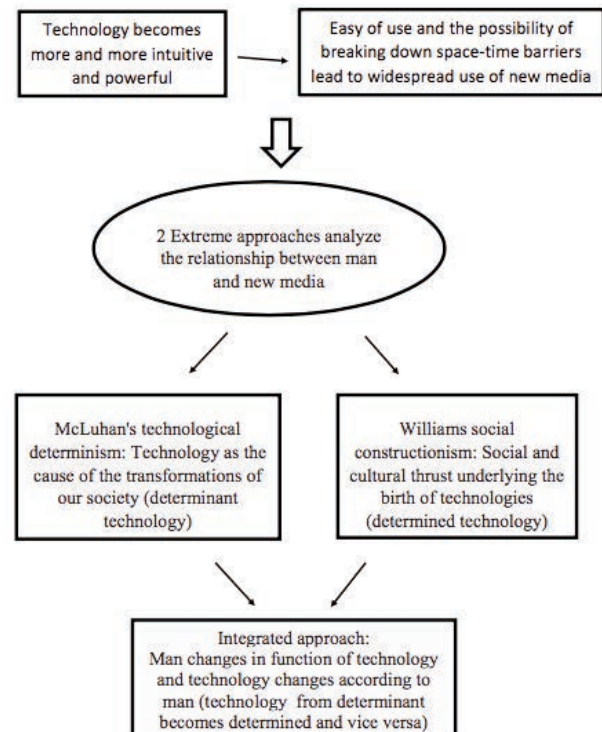 Technology becomes
more and more intuitive
and powerful
Easy of use and the possibility of
breaking down space-time barriers
lead to widespread use of new media
2 Extreme approaches analyze
the relationship between man
and new media
McLuhan's technological
determinism: Technology as the
cause of the transformations of
our society (determinant
technology)
Williams social
constructionism: Social and
cultural thrust underlying the
birth of technologies
(determined technology)
Integrated approach:
Man changes in function of technology
and technology changes according to
man (technology from determinant
becomes determined and vice versa)